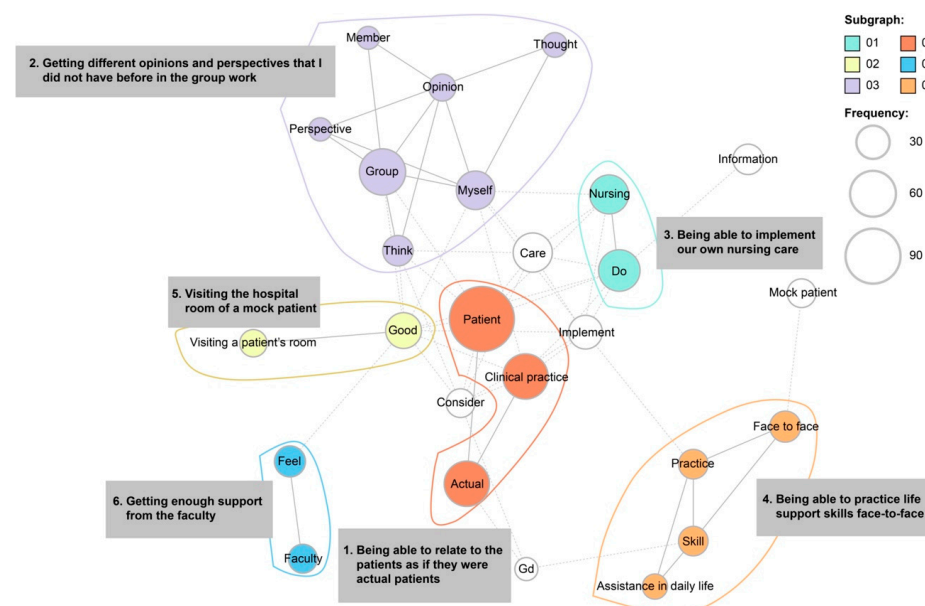 Subgraph:
01
02
03
Frequency:
30
60
90
2. Getting different opinions and perspectives that I
did not have before in the group work
Member
Thought
Opinion
Perspective
Group
Myself
Think
Information
Nursing
Do
Care
3. Being able to implement
our own nursing care
Mock patient
5. Visiting the hospital
room of a mock patient
Visiting a patient's room
Good
Patient
Implement
Clinical practice
Consider
Actual
Face to face
Practice
Skill
Assistance in daily life
4. Being able to practice life
support skills face-to-face
Feel
Faculty
6. Getting enough support
from the faculty
1. Being able to relate to the
patients as if they were
actual patients
Gd